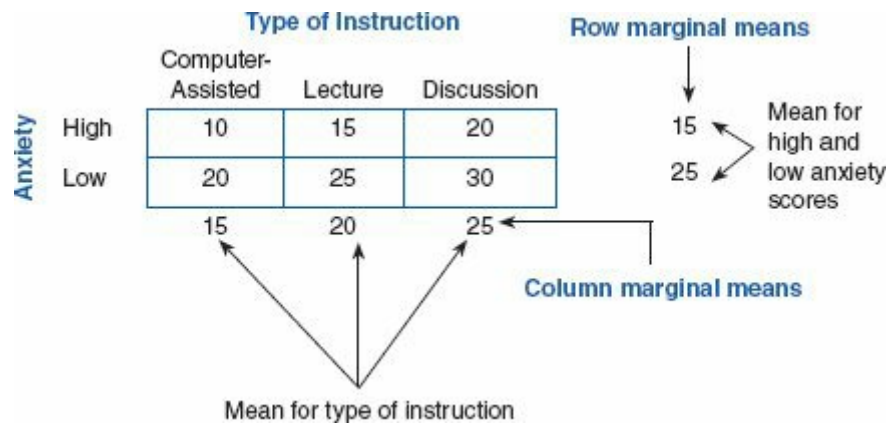 Type of Instruction
Row marginal means
Computer-
Assisted Lecture Discussion
Anxiety
High 10 15 20
Low 20 25 30
15 20 25
15
25
Mean for
high and
low anxiety
scores
Column marginal means
Mean for type of instruction